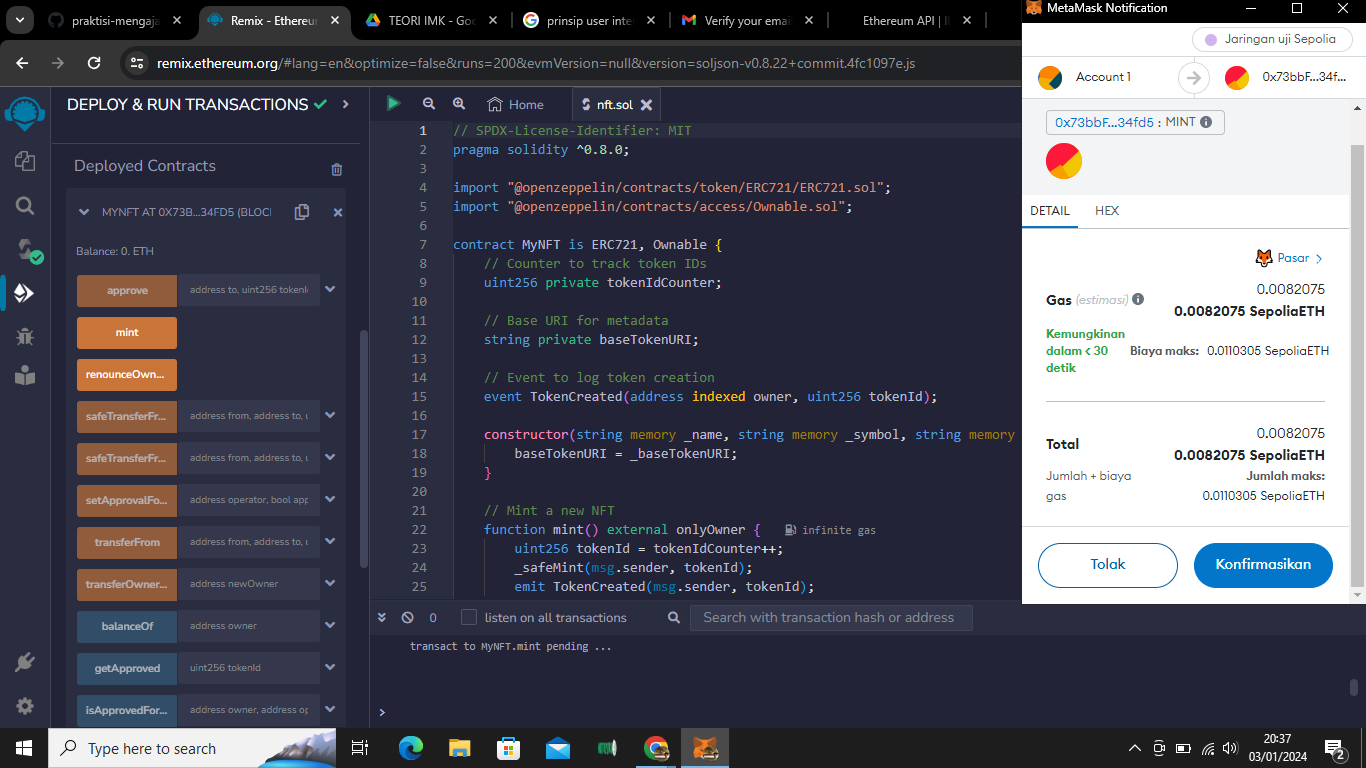 praktisi-mengaja
Remix - Ethereum
TEORI IMK - Goo
prinsip user inte
Verify your email
Ethereum API | I
remix.ethereum.org/#lang=en&optimize=false&runs=200&evmVersion=null&version=soljson-v0.8.22+commit.4fc1097e.js
DEPLOY & RUN TRANSACTIONS
Deployed Contracts
MYNFT AT 0X73B...34FD5 (BLOC
Balance: 0. ETH
approve
address to, uint256 tokenI
mint
renounceOwn...
safeTransferFr...
address from, address to, u
safeTransferFr...
address from, address to, u
setApprovalFo...
address operator, bool app
transferFrom
address from, address to, u
transferOwner...
address newOwner
balanceOf
address owner
getApproved
uint256 tokenId
isApprovedFor...
address owner, address op
Home
nft.sol
1 // SPDX-License-Identifier: MIT
2 pragma solidity ^0.8.0;
3
4 import "@openzeppelin/contracts/token/ERC721/ERC721.sol";
5 import "@openzeppelin/contracts/access/Ownable.sol";
6
7 contract MyNFT is ERC721, Ownable {
8 // Counter to track token IDs
9 uint256 private tokenIdCounter;
10
11 // Base URI for metadata
12 string private baseTokenURI;
13
14 // Event to log token creation
15 event TokenCreated(address indexed owner, uint256 tokenId);
16
17 constructor(string memory _name, string memory _symbol, string memory
18 baseTokenURI = _baseTokenURI;
19 }
20
21 // Mint a new NFT
22 function mint() external onlyOwner { infinite gas
23 uint256 tokenId = tokenIdCounter++;
24 _safeMint(msg.sender, tokenId);
25 emit TokenCreated(msg.sender, tokenId);
0
listen on all transactions
Search with transaction hash or address
transact to MyNFT.mint pending ...
>
MetaMask Notification
Jaringan uji Sepolia
Account 1
0x73bbF...34f...
0x73bbF...34fd5 : MINT
DETAIL
HEX
Pasar >
0.0082075
Gas (estimasi)
0.0082075 SepoliaETH
Kemungkinan
dalam < 30
detik
Biaya maks: 0.0110305 SepoliaETH
0.0082075
Total
0.0082075 SepoliaETH
Jumlah + biaya
gas
Jumlah maks:
0.0110305 SepoliaETH
Tolak
Konfirmasikan
Type here to search
20:37
03/01/2024
2